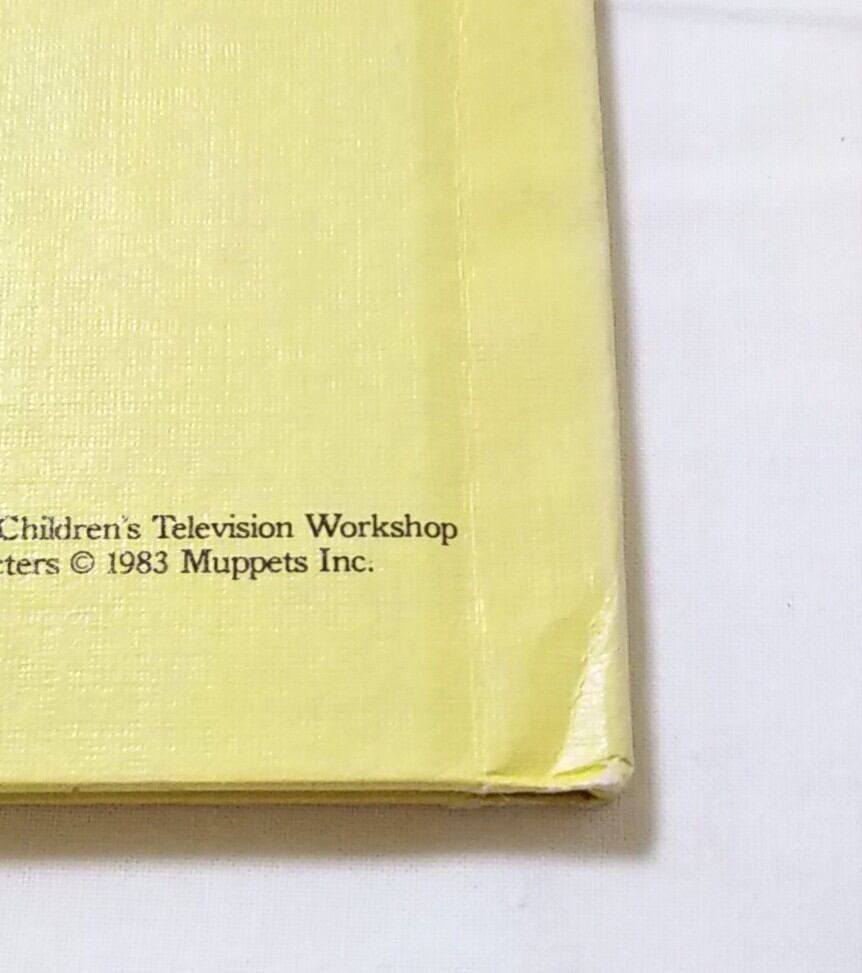 Children's Television Workshop
cters © 1983 Muppets Inc.